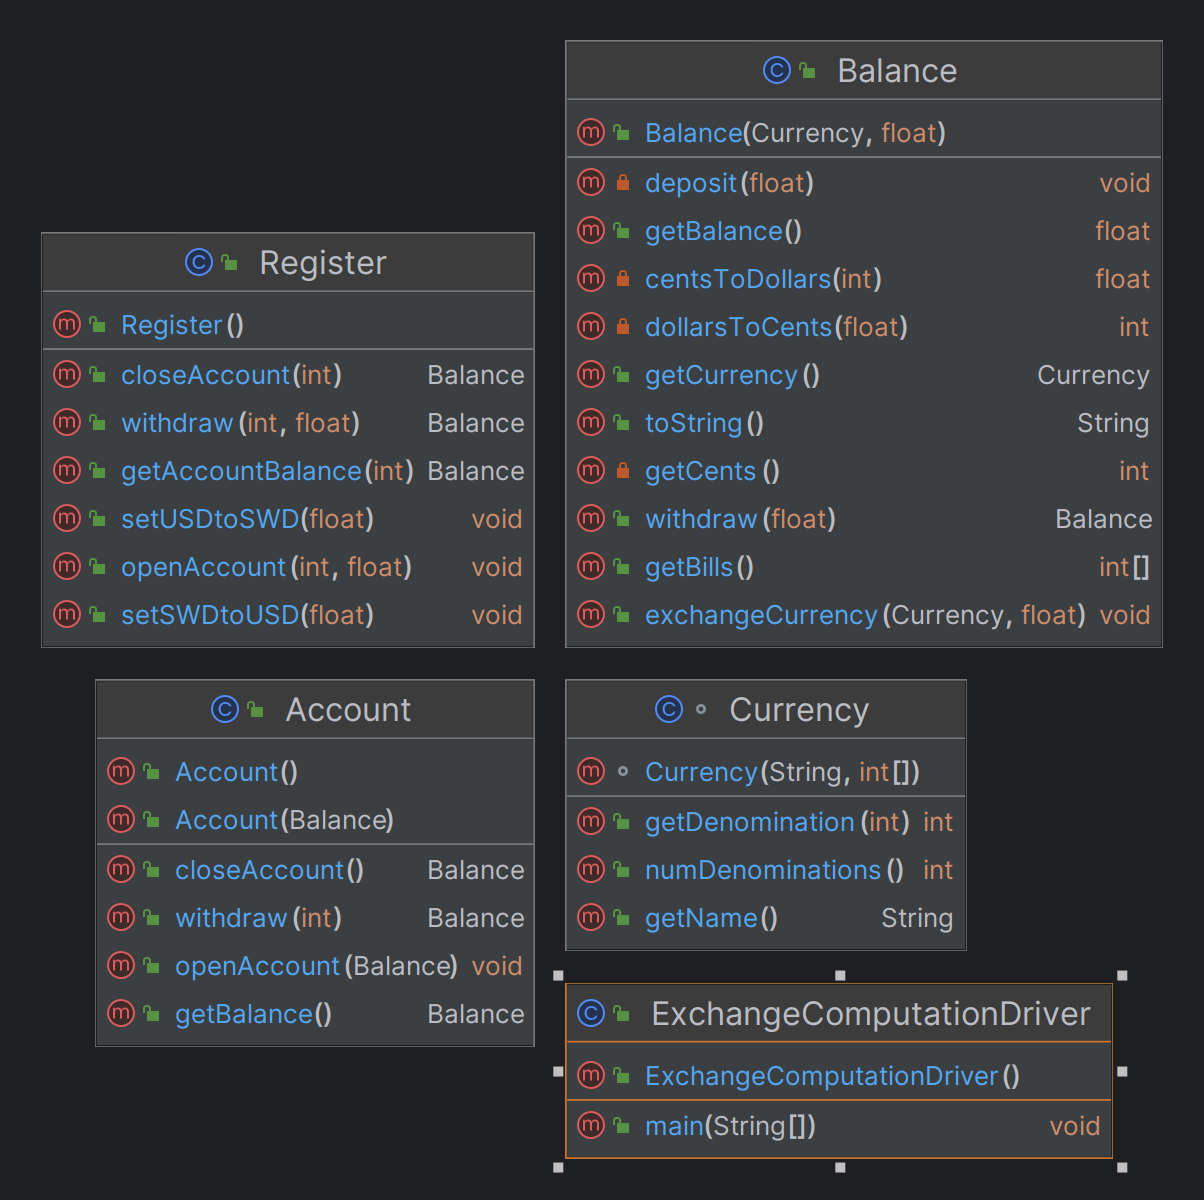 Register
Register()
closeAccount(int) Balance
withdraw(int, float) Balance
getAccountBalance(int) Balance
setUSDtoSWD(float) void
openAccount(int, float) void
setSWDtoUSD(float) void
Balance
Balance(Currency, float)
deposit(float) void
getBalance() float
centsToDollars(int) float
dollarsToCents(float) int
getCurrency() Currency
toString() String
getCents() int
withdraw(float) Balance
getBills() int[]
exchangeCurrency(Currency, float) void
Account
Account()
Account(Balance)
closeAccount() Balance
withdraw(int) Balance
openAccount(Balance) void
getBalance() Balance
Currency
Currency(String, int[])
getDenomination(int) int
numDenominations() int
getName() String
ExchangeComputationDriver
ExchangeComputationDriver()
main(String[]) void